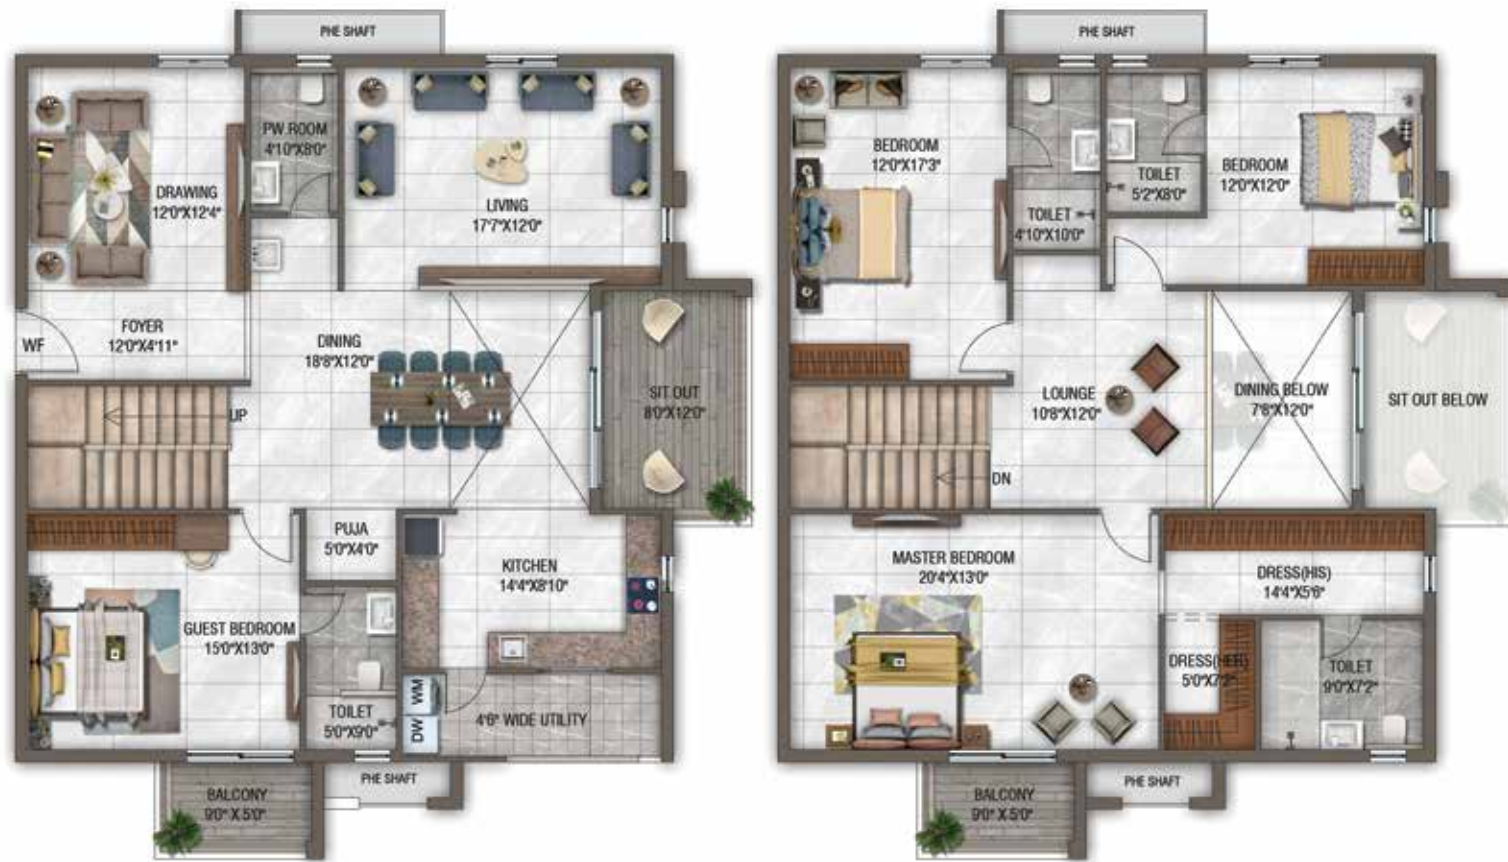 PHE SHAFT
PW.ROOM
4'10"X8'0"
DRAWING
12'0"X12'4"
LIVING
17'7"X12'0"
FOYER
12'0"X4'11"
WF
DINING
18'8"X12'0"
UP
SIT OUT
8'0"X12'0"
PUJA
5'0"X4'0"
KITCHEN
14'4"X8'10"
GUEST BEDROOM
15'0"X13'0"
TOILET
5'0"X9'0"
DW WM
4'6" WIDE UTILITY
BALCONY
9'0" X 5'0"
PHE SHAFT
PHE SHAFT
BEDROOM
12'0"X17'3"
TOILET
4'10"X10'0"
TOILET
5'2"X8'0"
BEDROOM
12'0"X12'0"
LOUNGE
10'8"X12'0"
DINING BELOW
7'8"X12'0"
SIT OUT BELOW
DN
MASTER BEDROOM
20'4"X13'0"
DRESS(HIS)
14'4"X5'6"
DRESS(HER)
5'0"X7'2"
TOILET
9'0"X7'2"
BALCONY
9'0" X 5'0"
PHE SHAFT